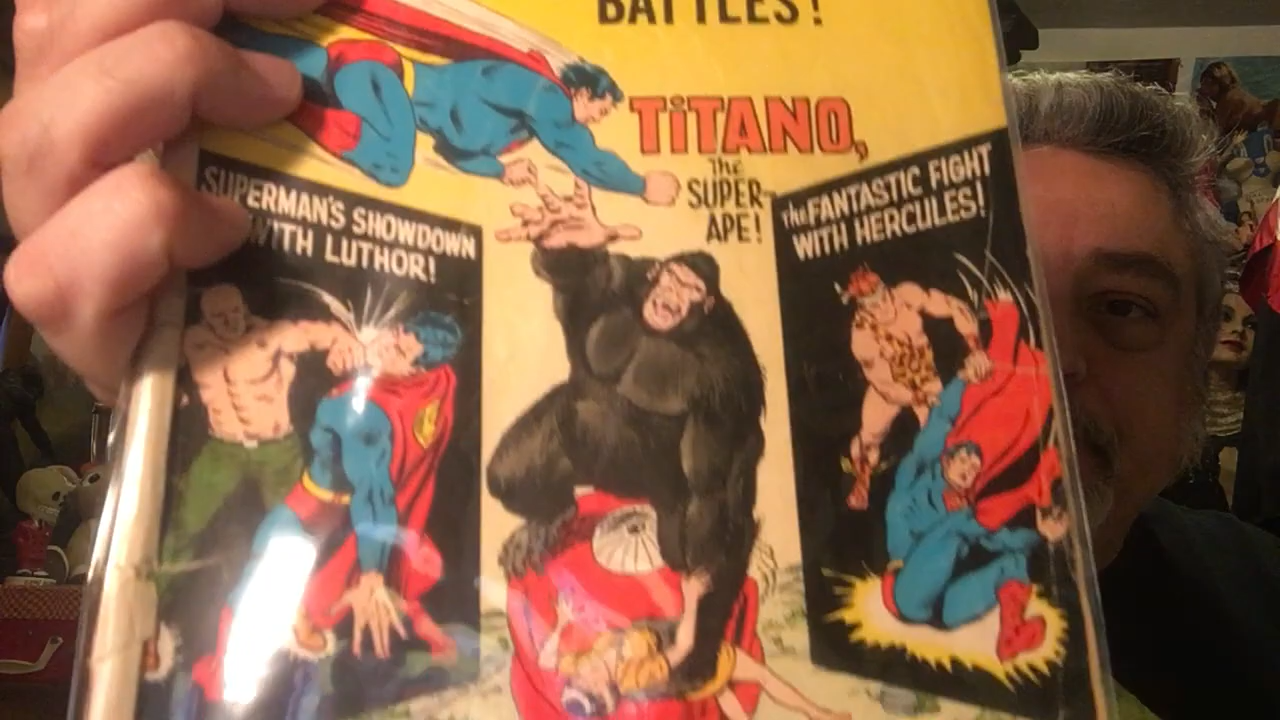 BATTLES!
TITANO,
The
SUPER-
APE!
SUPERMAN'S SHOWDOWN
WITH LUTHOR!
The FANTASTIC FIGHT
WITH HERCULES!